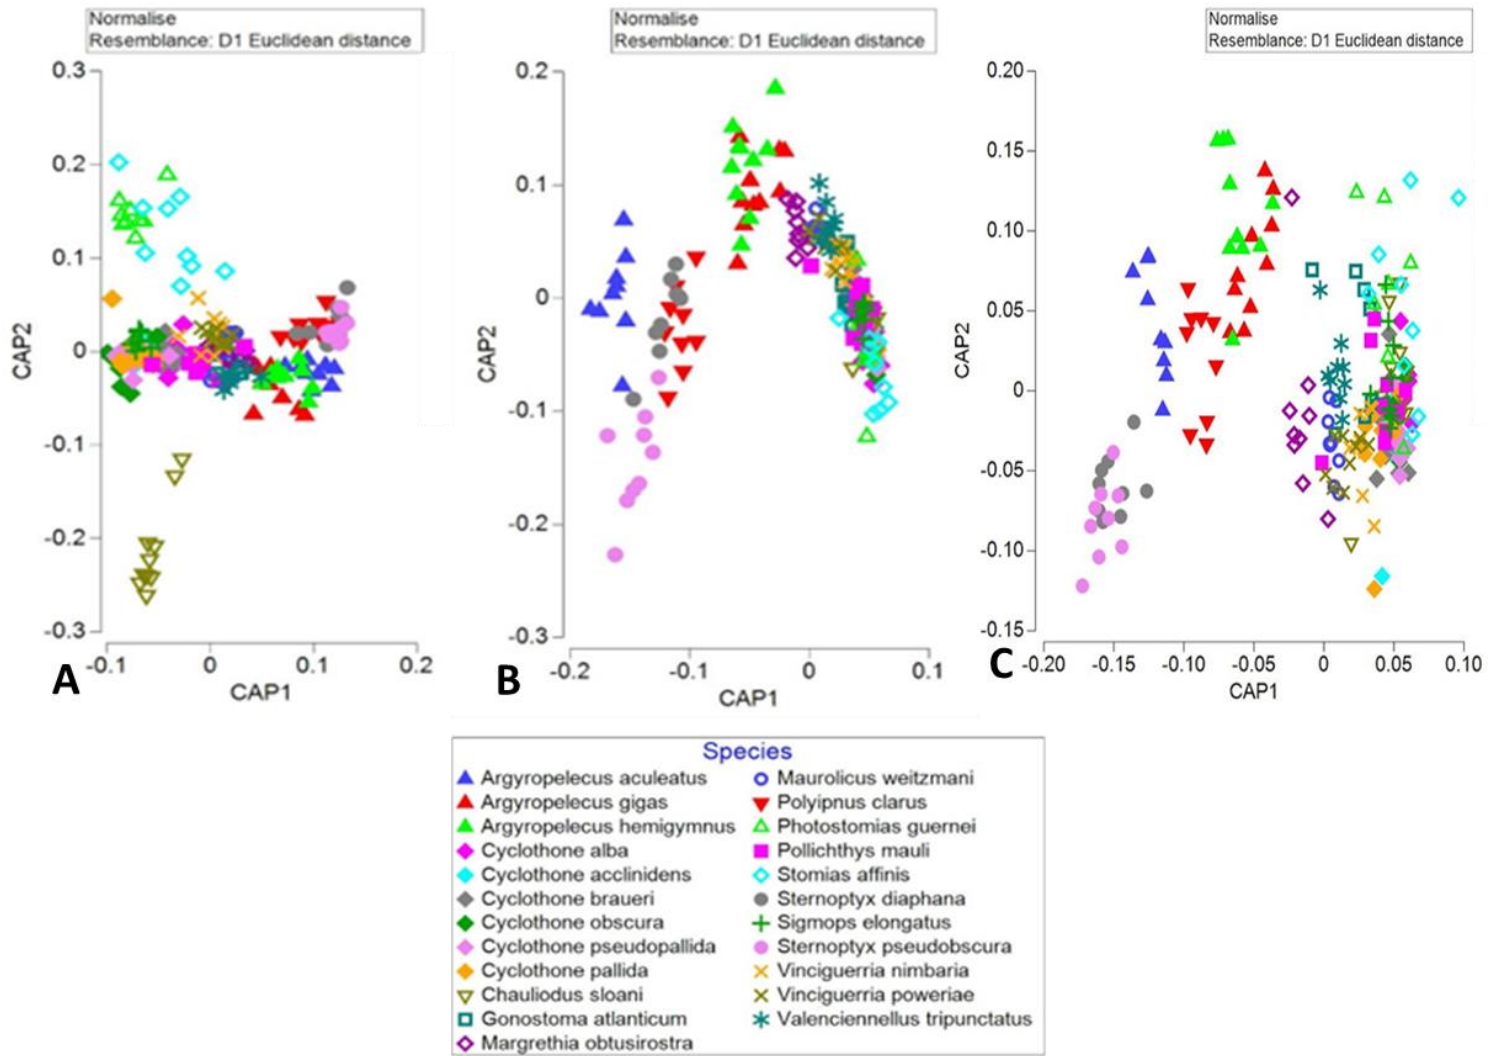 Normalise
Resemblance: D1 Euclidean distance
0.3
0.2
0.1
0
-0.1
-0.2
-0.3
CAP2
-0.1
0
0.1
0.2
CAP1
A
Normalise
Resemblance: D1 Euclidean distance
0.2
0.1
0
-0.1
-0.2
-0.3
CAP2
-0.2
-0.1
0
0.1
CAP1
B
Normalise
Resemblance: D1 Euclidean distance
0.20
0.15
0.10
0.05
0
-0.05
-0.10
-0.15
CAP2
-0.20
-0.15
-0.10
-0.05
0
0.05
0.10
CAP1
C
Species
Argyropelecus aculeatus
Argyropelecus gigas
Argyropelecus hemigymnus
Cyclothone alba
Cyclothone acclinidens
Cyclothone braueri
Cyclothone obscura
Cyclothone pseudopallida
Cyclothone pallida
Chauliodus sloani
Gonostoma atlanticum
Margrethia obtusirostra
Maurolicus weitzmani
Polyipnus clarus
Photostomias guernei
Pollichthys mauli
Stomias affinis
Sternoptyx diaphana
Sigmops elongatus
Sternoptyx pseudobscura
Vinciguerria nimbaria
Vinciguerria poweriae
Valenciennellus tripunctatus